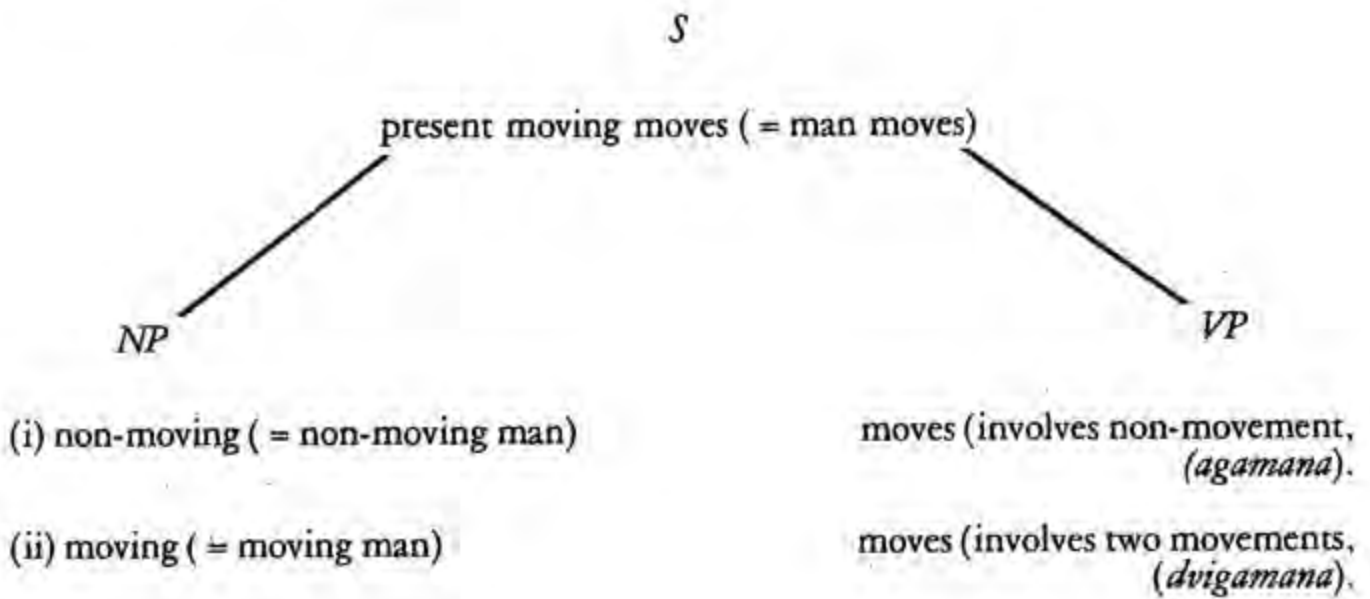 S
present moving moves ( = man moves)
NP
VP
(i) non-moving ( = non-moving man)
moves (involves non-movement,
(agamana).
(ii) moving ( = moving man)
moves (involves two movements,
(dvigamana).